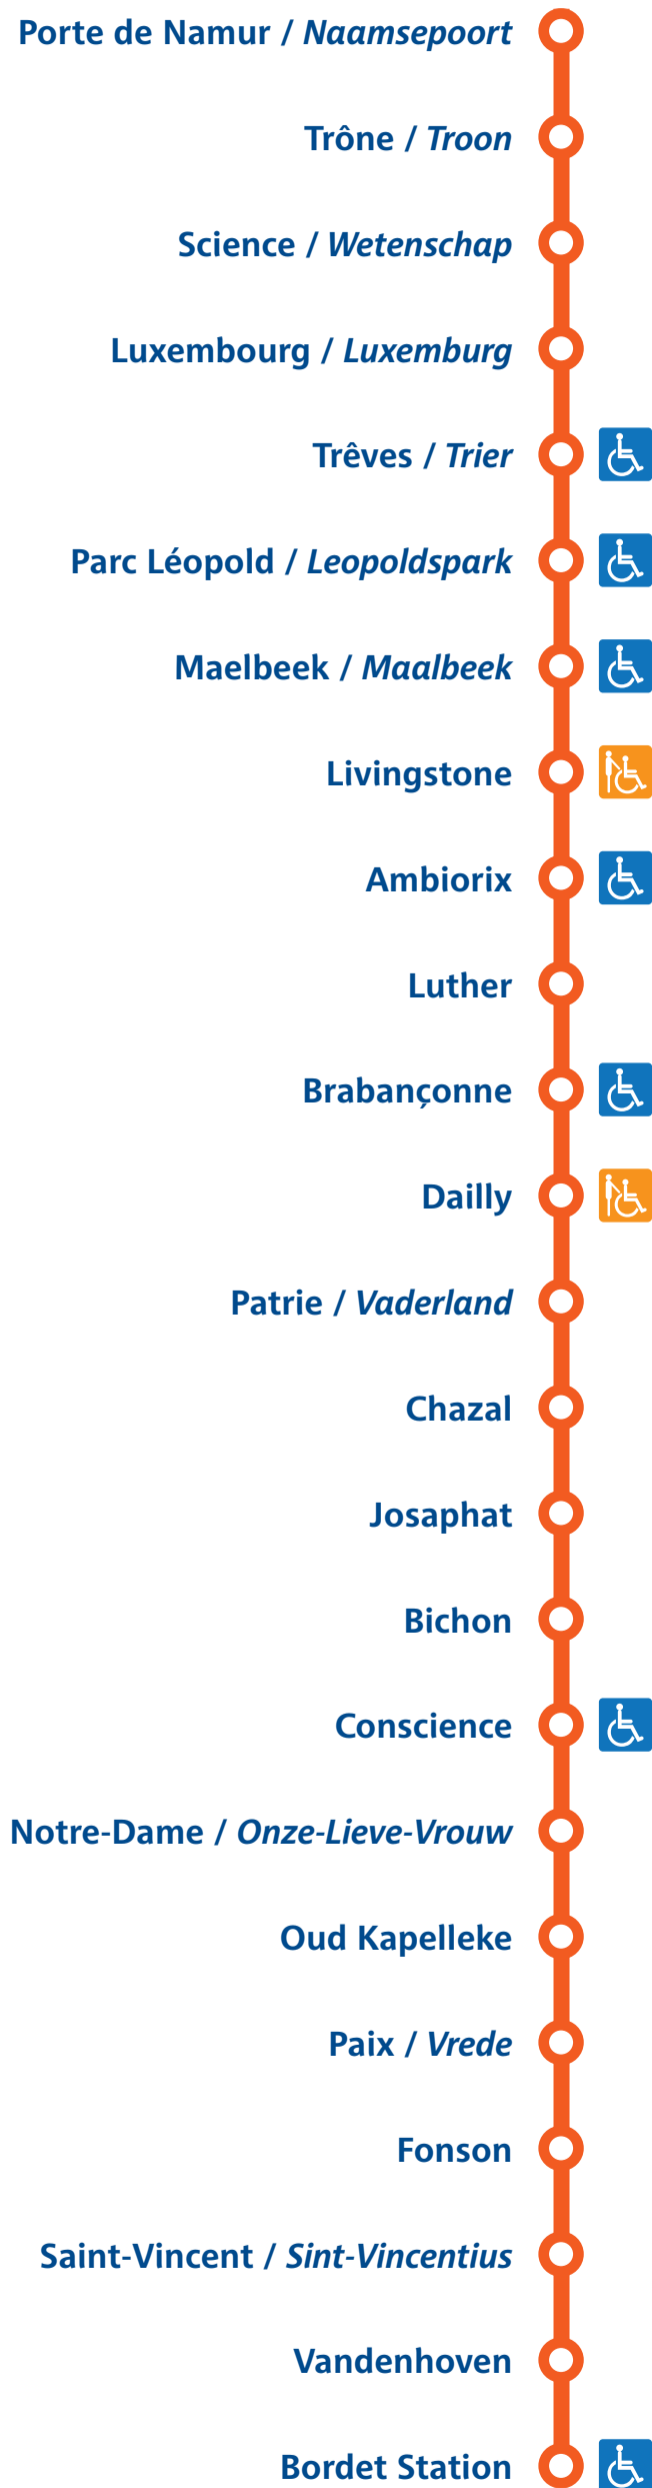 Porte de Namur / Naamsepoort
Trône / Troon
Science / Wetenschap
Luxembourg / Luxemburg
Trêves / Trier
Parc Léopold / Leopoldspark
Maelbeek / Maalbeek
Livingstone
Ambiorix
Luther
Brabançonne
Dailly
Patrie / Vaderland
Chazal
Josaphat
Bichon
Conscience
Notre-Dame / Onze-Lieve-Vrouw
Oud Kapelleke
Paix / Vrede
Fonson
Saint-Vincent / Sint-Vincentius
Vandenhoven
Bordet Station